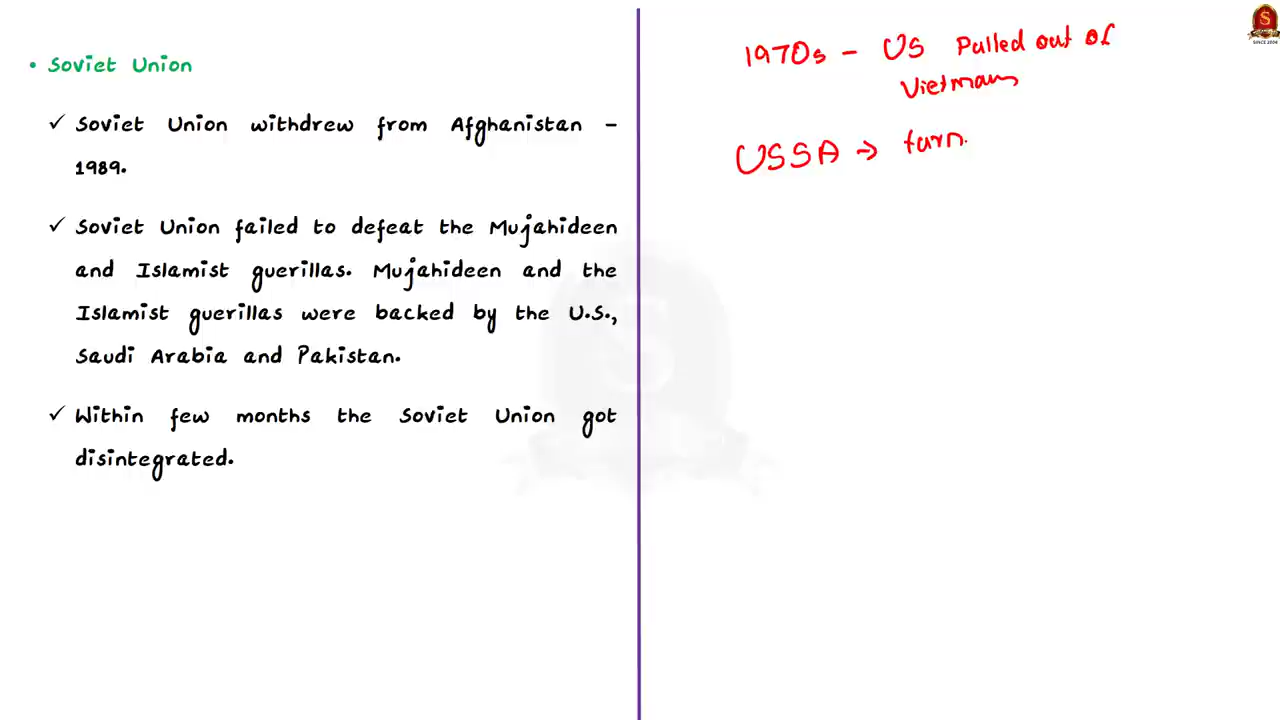 • Soviet Union
✓ Soviet Union withdrew from Afghanistan –
1989.
✓ Soviet Union failed to defeat the Mujahideen
and Islamist guerillas. Mujahideen and the
Islamist guerillas were backed by the U.S.,
Saudi Arabia and Pakistan.
✓ Within few months the Soviet Union got
disintegrated.
1970s – US Pulled out of
Vietnam
USSA → turn
S
SINCE 2004